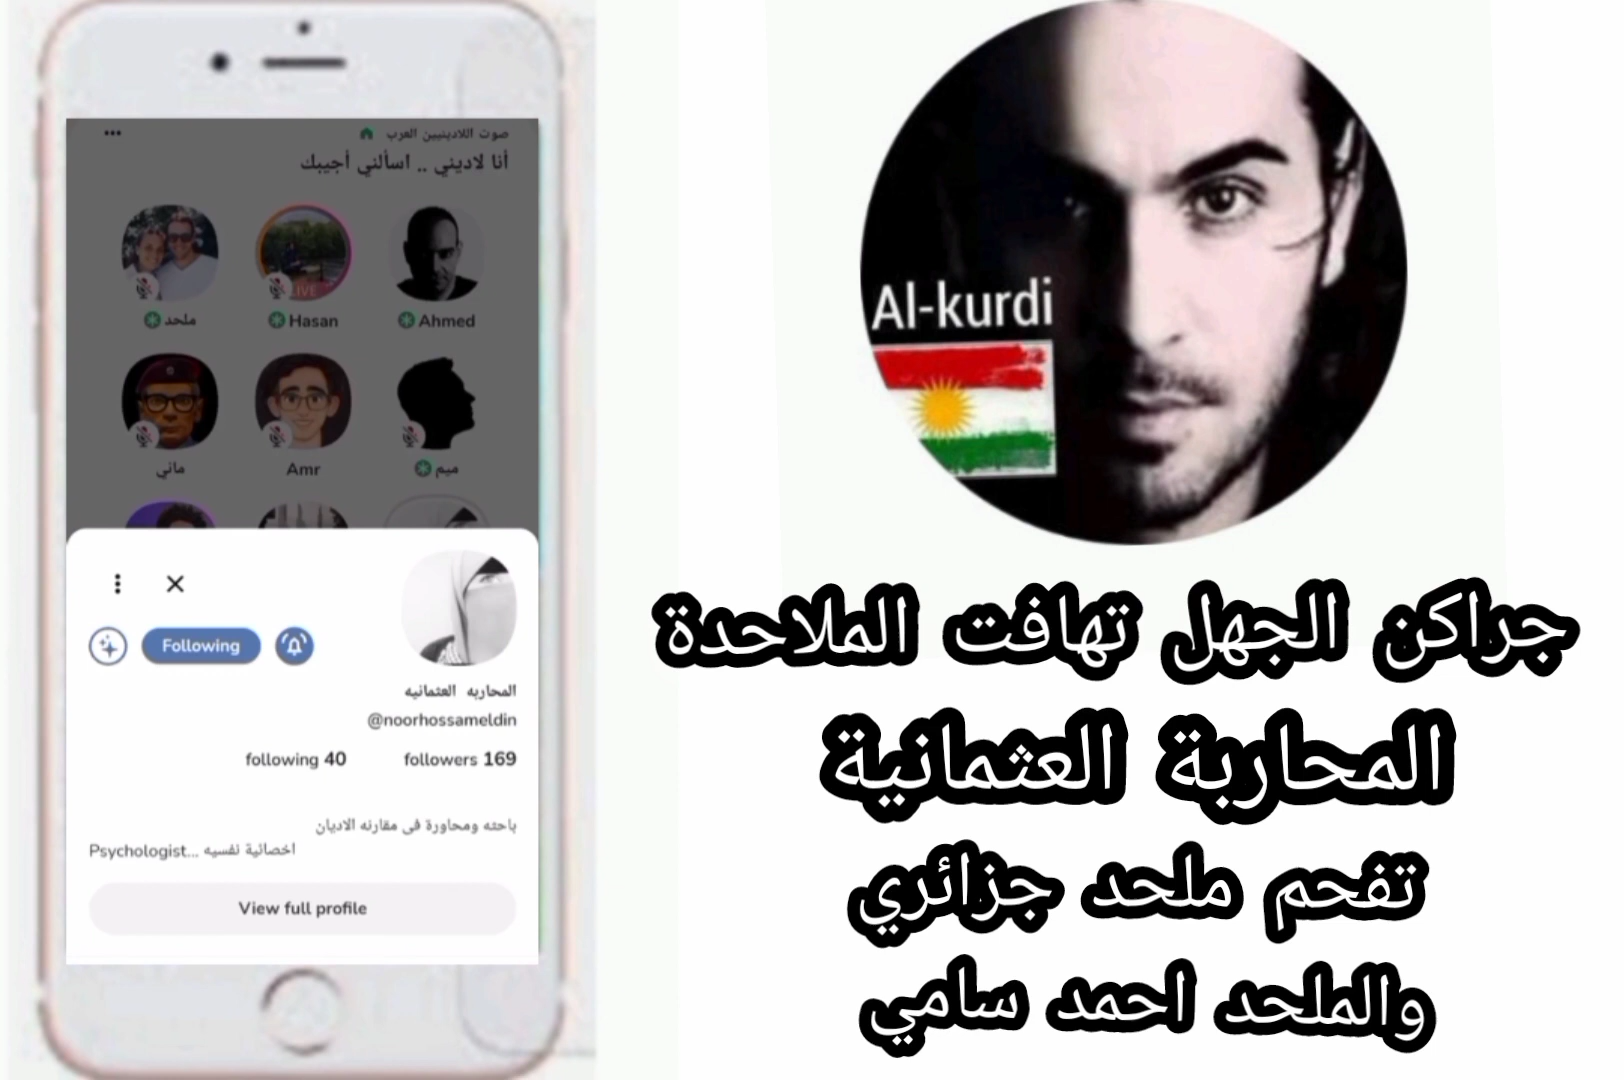 صوت اللادينيين العرب
...
أنا لاديني .. اسألني أجيبك
ملحد
Hasan
Ahmed
LIVE
ماني
Amr
ميم
Following
المحاربه العثمانيه
@noorhossameldin
following 40
followers 169
باحثه ومحاورة فى مقارنه الاديان
اخصائية نفسيه ...Psychologist
View full profile
Al-kurdi
جراكن الجهل تهافت الملاحدة
المحاربة العثمانية
تفحم ملحد جزائري
والملحد احمد سامي